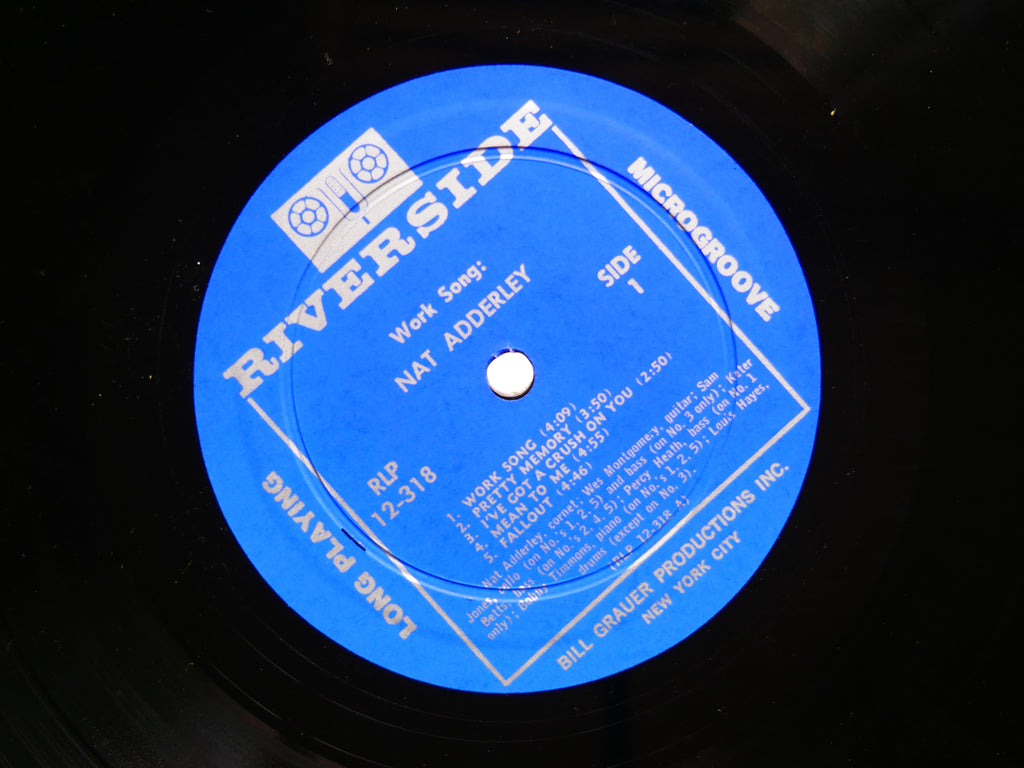 RIVERSIDE
MICROGROOVE
LONG PLAYING
Work Song:
NAT ADDERLEY
SIDE
1
RLP
12-318
1. WORK SONG (4:09)
2. PRETTY MEMORY (3:50)
3. I'VE GOT A CRUSH ON YOU (2:50)
4. MEAN TO ME (4:55)
5. FALLOUT (4:46)
Nat Adderley, cornet; Wes Montgomery, guitar; Sam
Jones, cello (on No.'s 1, 2, 5) and bass (on No. 3 only); Keter
Betts, bass (on No.'s 2, 4, 5); Percy Heath, bass (on No. 1
only); Bobby Timmons, piano (on No.'s 1, 2, 5); Louis Hayes,
drums (except on No. 3).
(RLP 12-318 A)
BILL GRAUER PRODUCTIONS INC.
NEW YORK CITY